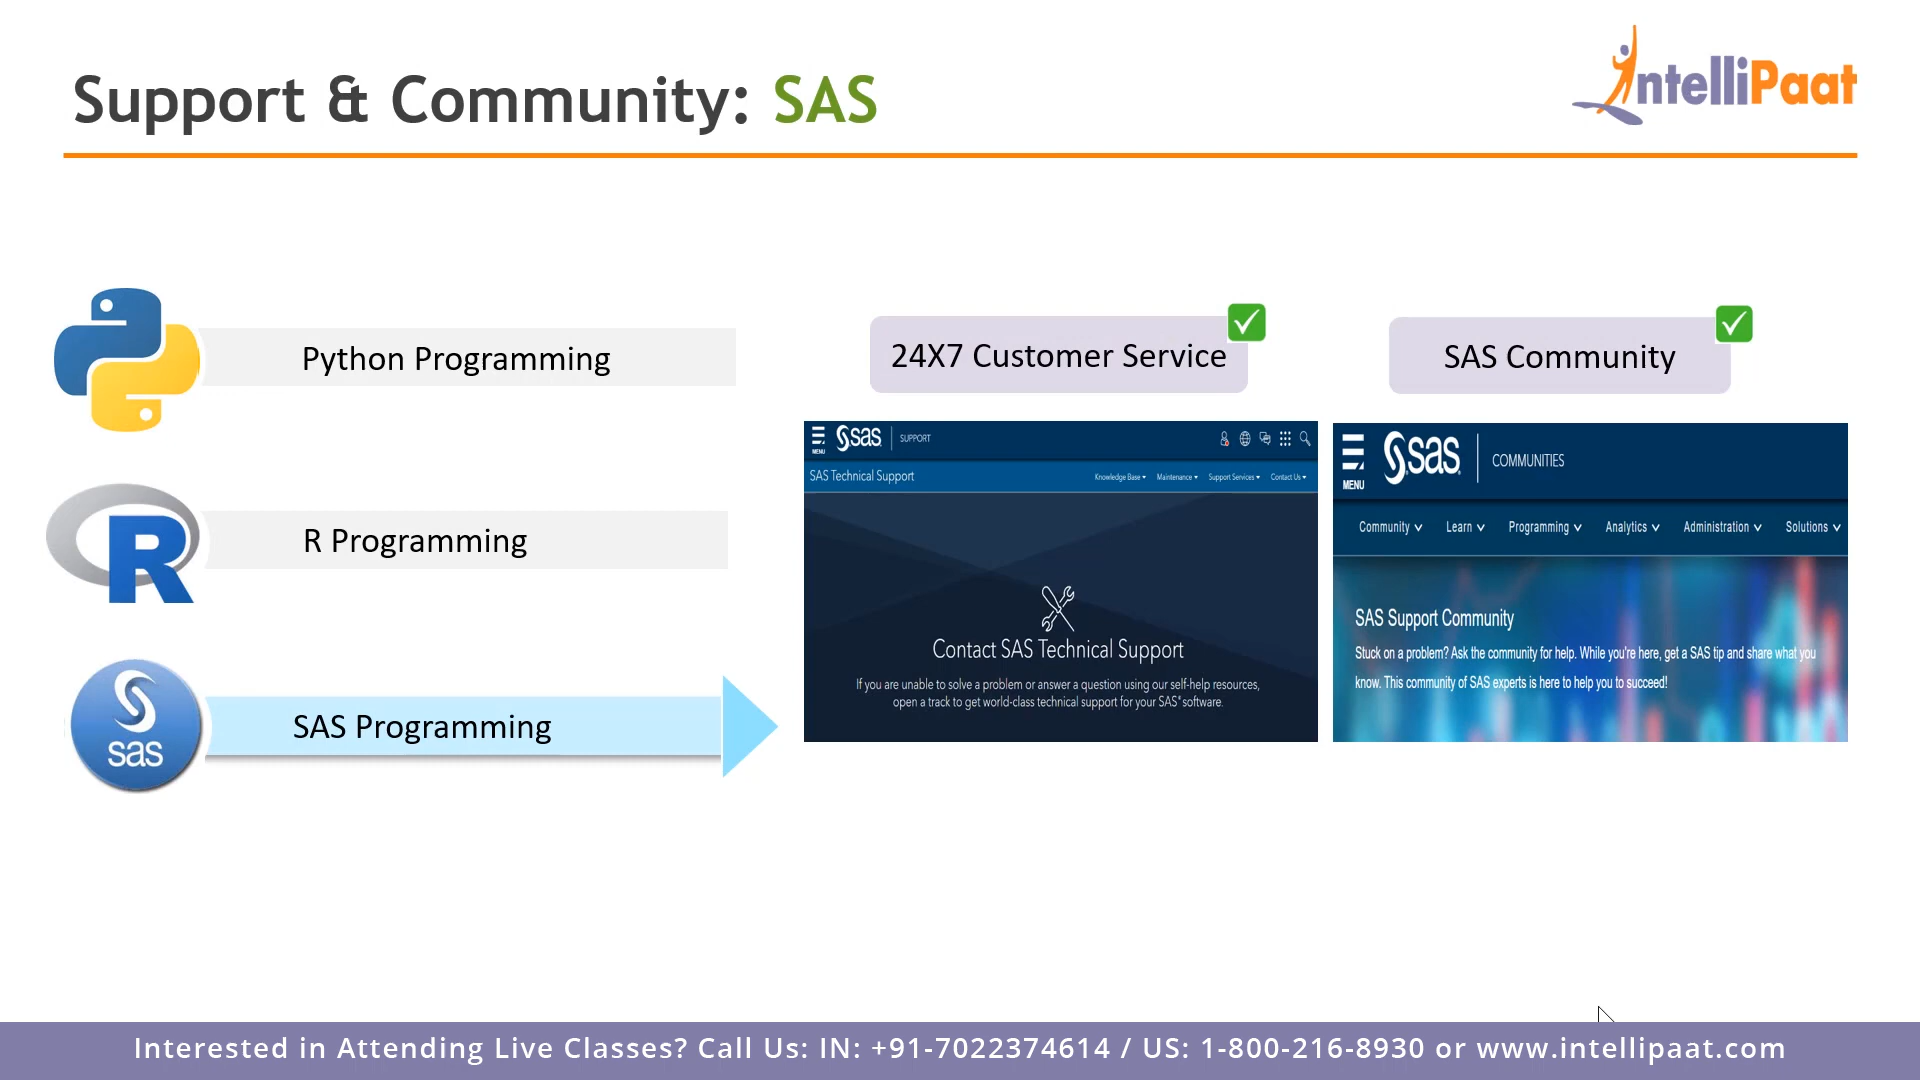 Support & Community: SAS
IntelliPaat
Python Programming
R Programming
sas
SAS Programming
24X7 Customer Service
SAS Community
MENU
sas
SUPPORT
SAS Technical Support
Knowledge Base
Maintenance
Support Services
Contact Us
Contact SAS Technical Support
If you are unable to solve a problem or answer a question using our self-help resources,
open a track to get world-class technical support for your SAS® software.
MENU
sas
COMMUNITIES
Community
Learn
Programming
Analytics
Administration
Solutions
SAS Support Community
Stuck on a problem? Ask the community for help. While you're here, get a SAS tip and share what you
know. This community of SAS experts is here to help you to succeed!
Interested in Attending Live Classes? Call Us: IN: +91-7022374614 / US: 1-800-216-8930 or www.intellipaat.com